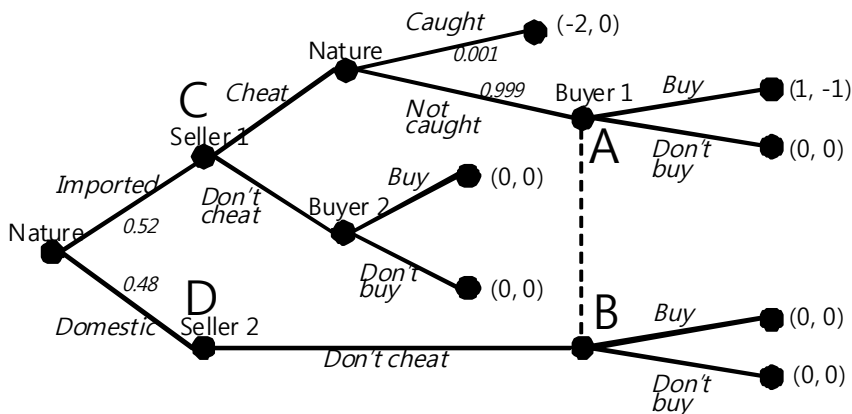 Caught
(-2, 0)
Nature
0.001
0.999
Buyer 1
Buy
(1, -1)
C
Cheat
Not
caught
A
Seller 1
Don't
buy
(0, 0)
Imported
Don't
cheat
Buy
(0, 0)
Buyer 2
Nature
0.52
Don't
buy
(0, 0)
0.48
D
B
Buy
(0, 0)
Domestic
Seller 2
Don't cheat
Don't
buy
(0, 0)